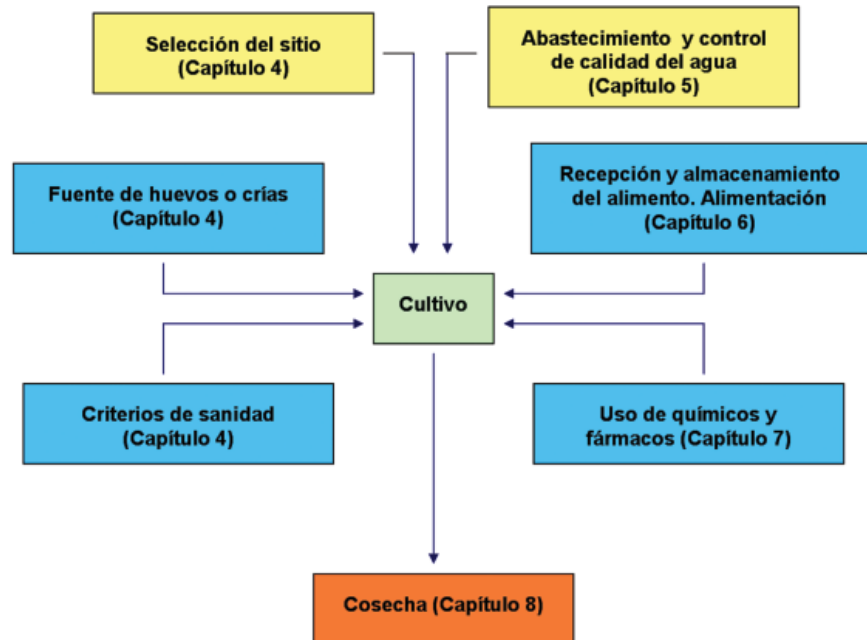 Selección del sitio
(Capítulo 4)
Abastecimiento y control
de calidad del agua
(Capítulo 5)
Fuente de huevos o crías
(Capítulo 4)
Recepción y almacenamiento
del alimento. Alimentación
(Capítulo 6)
Cultivo
Criterios de sanidad
(Capítulo 4)
Uso de químicos y
fármacos (Capítulo 7)
Cosecha (Capítulo 8)